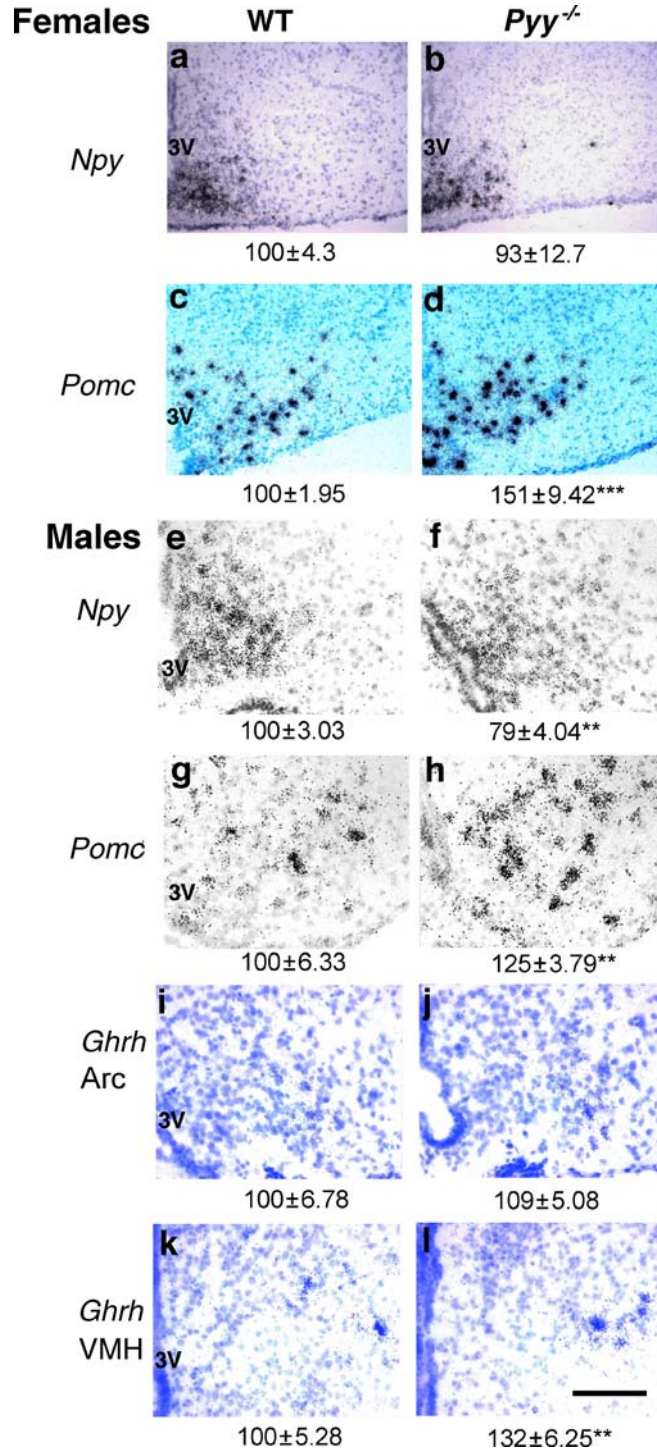 Females WT Pyy-/-
a b
Npy 3V 3V
100±4.3 93±12.7
c d
Pomc 3V
100±1.95 151±9.42***
Males e f
Npy 3V
100±3.03 79±4.04**
g h
Pomc 3V
100±6.33 125±3.79**
i j
Ghrh
Arc
3V
100±6.78 109±5.08
k l
Ghrh
VMH
3V
100±5.28 132±6.25**